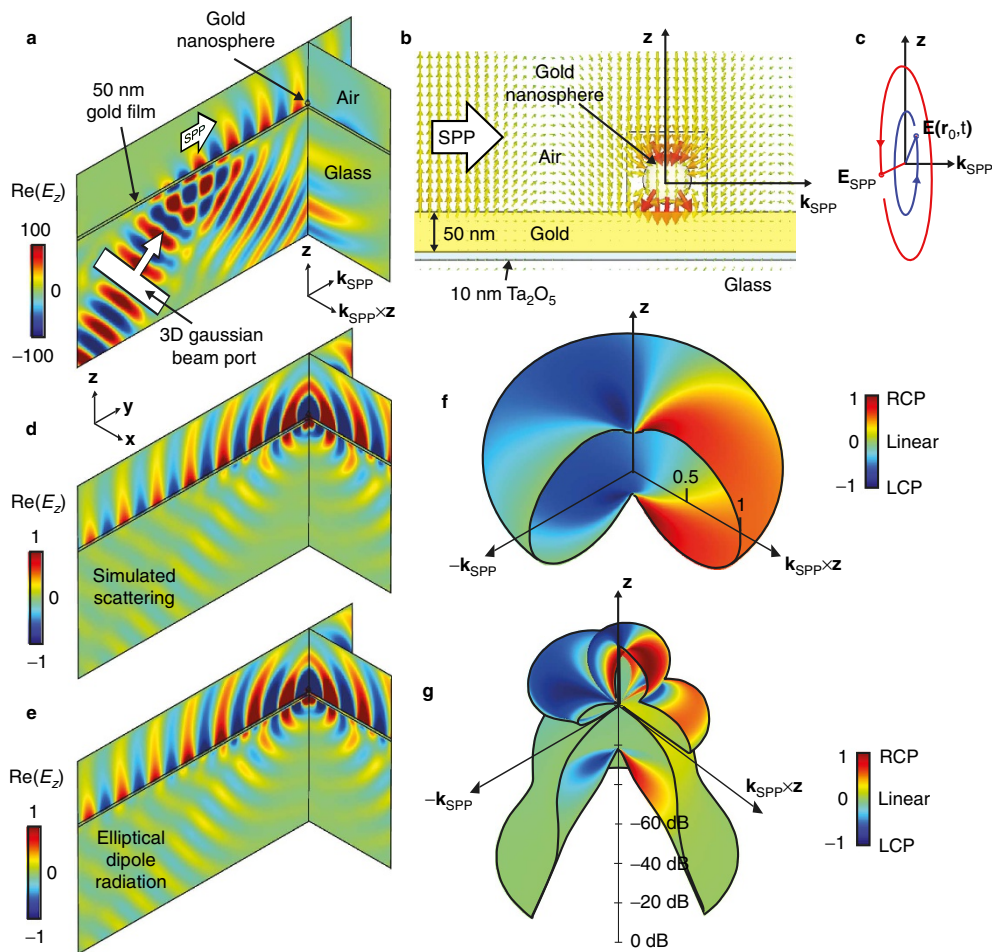 a
Gold
nanosphere
50 nm
gold film
SPP
Air
Glass
Re(E_z)
100
0
−100
3D gaussian
beam port
z
k_SPP
k_SPP×z
b
z
Gold
nanosphere
SPP
Air
k_SPP
50 nm
Gold
10 nm Ta₂O₅
Glass
c
z
E(r₀,t)
k_SPP
E_SPP
z
y
x
d
Re(E_z)
1
0
−1
Simulated
scattering
e
Re(E_z)
1
0
−1
Elliptical
dipole
radiation
f
z
0.5
1
−k_SPP
k_SPP×z
1
0
−1
RCP
Linear
LCP
g
z
−k_SPP
k_SPP×z
−60 dB
−40 dB
−20 dB
0 dB
1
0
−1
RCP
Linear
LCP